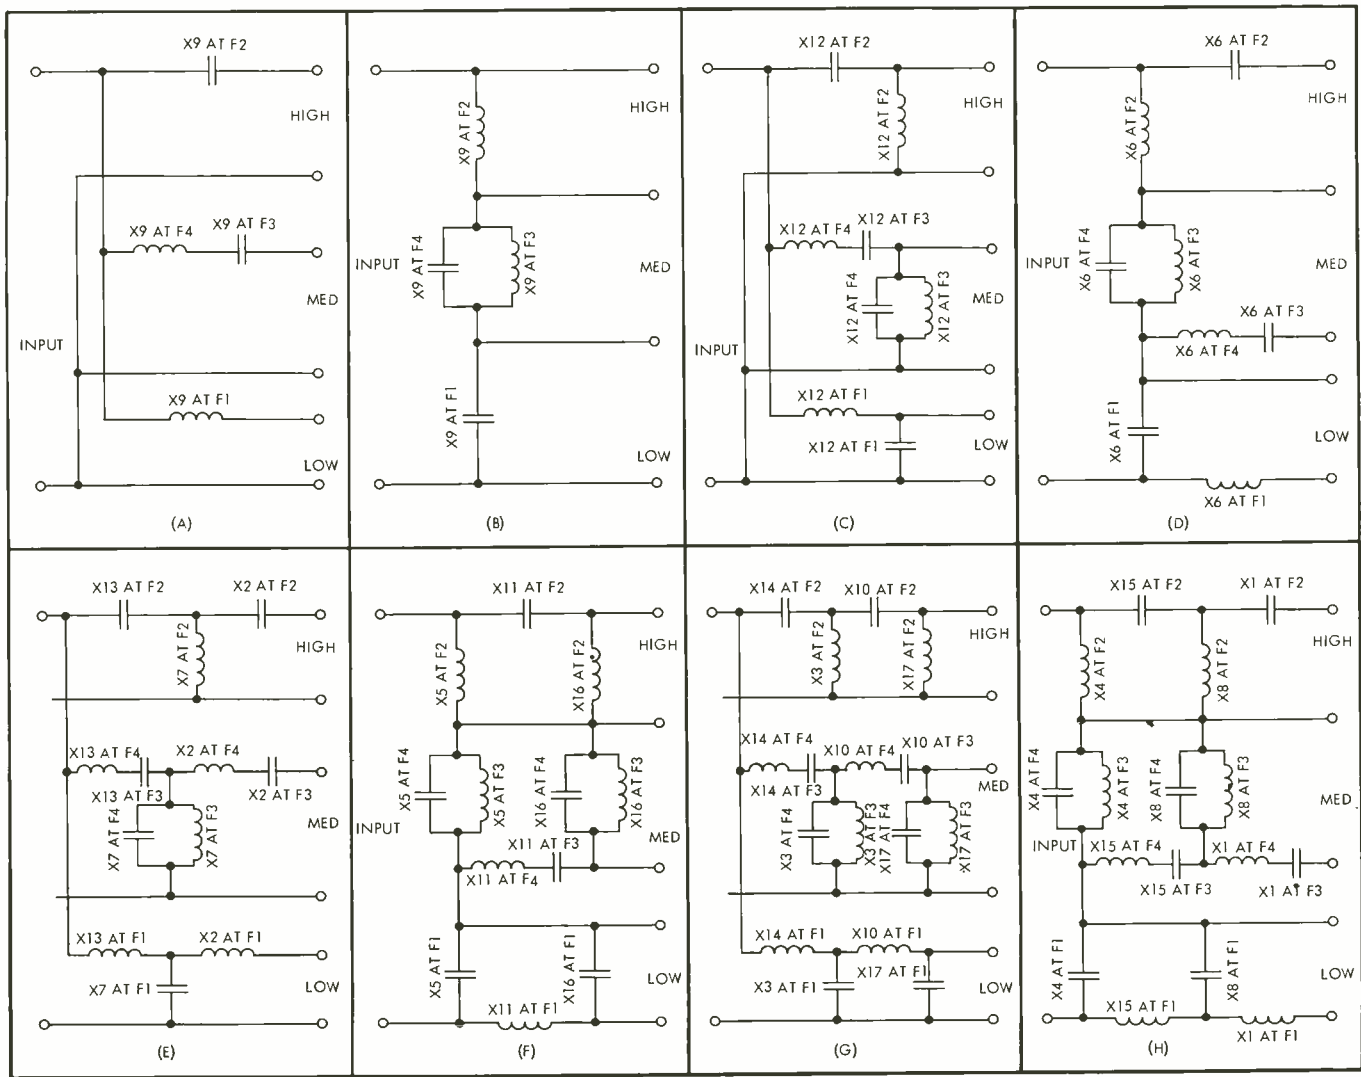 X9 AT F2
HIGH
X9 AT F4
X9 AT F3
MED
INPUT
X9 AT F1
LOW
(A)
X9 AT F2
HIGH
INPUT
X9 AT F4
X9 AT F3
MED
X9 AT F1
LOW
(B)
X12 AT F2
X12 AT F2
HIGH
X12 AT F4
X12 AT F3
X12 AT F4
X12 AT F3
MED
INPUT
X12 AT F1
X12 AT F1
LOW
(C)
X6 AT F2
X6 AT F2
HIGH
INPUT
X6 AT F4
X6 AT F3
MED
X6 AT F3
X6 AT F4
X6 AT F1
LOW
X6 AT F1
(D)
X13 AT F2
X2 AT F2
X7 AT F2
HIGH
X13 AT F4
X2 AT F4
X13 AT F3
X2 AT F3
X7 AT F4
X7 AT F3
MED
X13 AT F1
X2 AT F1
X7 AT F1
LOW
(E)
X11 AT F2
X5 AT F2
X16 AT F2
HIGH
X5 AT F4
X5 AT F3
X16 AT F4
X16 AT F3
INPUT
MED
X11 AT F3
X11 AT F4
X5 AT F1
X16 AT F1
LOW
X11 AT F1
(F)
X14 AT F2
X10 AT F2
X3 AT F2
X17 AT F2
HIGH
X14 AT F4
X10 AT F4
X10 AT F3
X14 AT F3
MED
X3 AT F4
X3 AT F3
X17 AT F4
X17 AT F3
X14 AT F1
X10 AT F1
X3 AT F1
X17 AT F1
LOW
(G)
X15 AT F2
X1 AT F2
X4 AT F2
X8 AT F2
HIGH
X4 AT F4
X4 AT F3
X8 AT F4
X8 AT F3
MED
INPUT
X15 AT F4
X1 AT F4
X15 AT F3
X1 AT F3
X4 AT F1
X8 AT F1
LOW
X15 AT F1
X1 AT F1
(H)